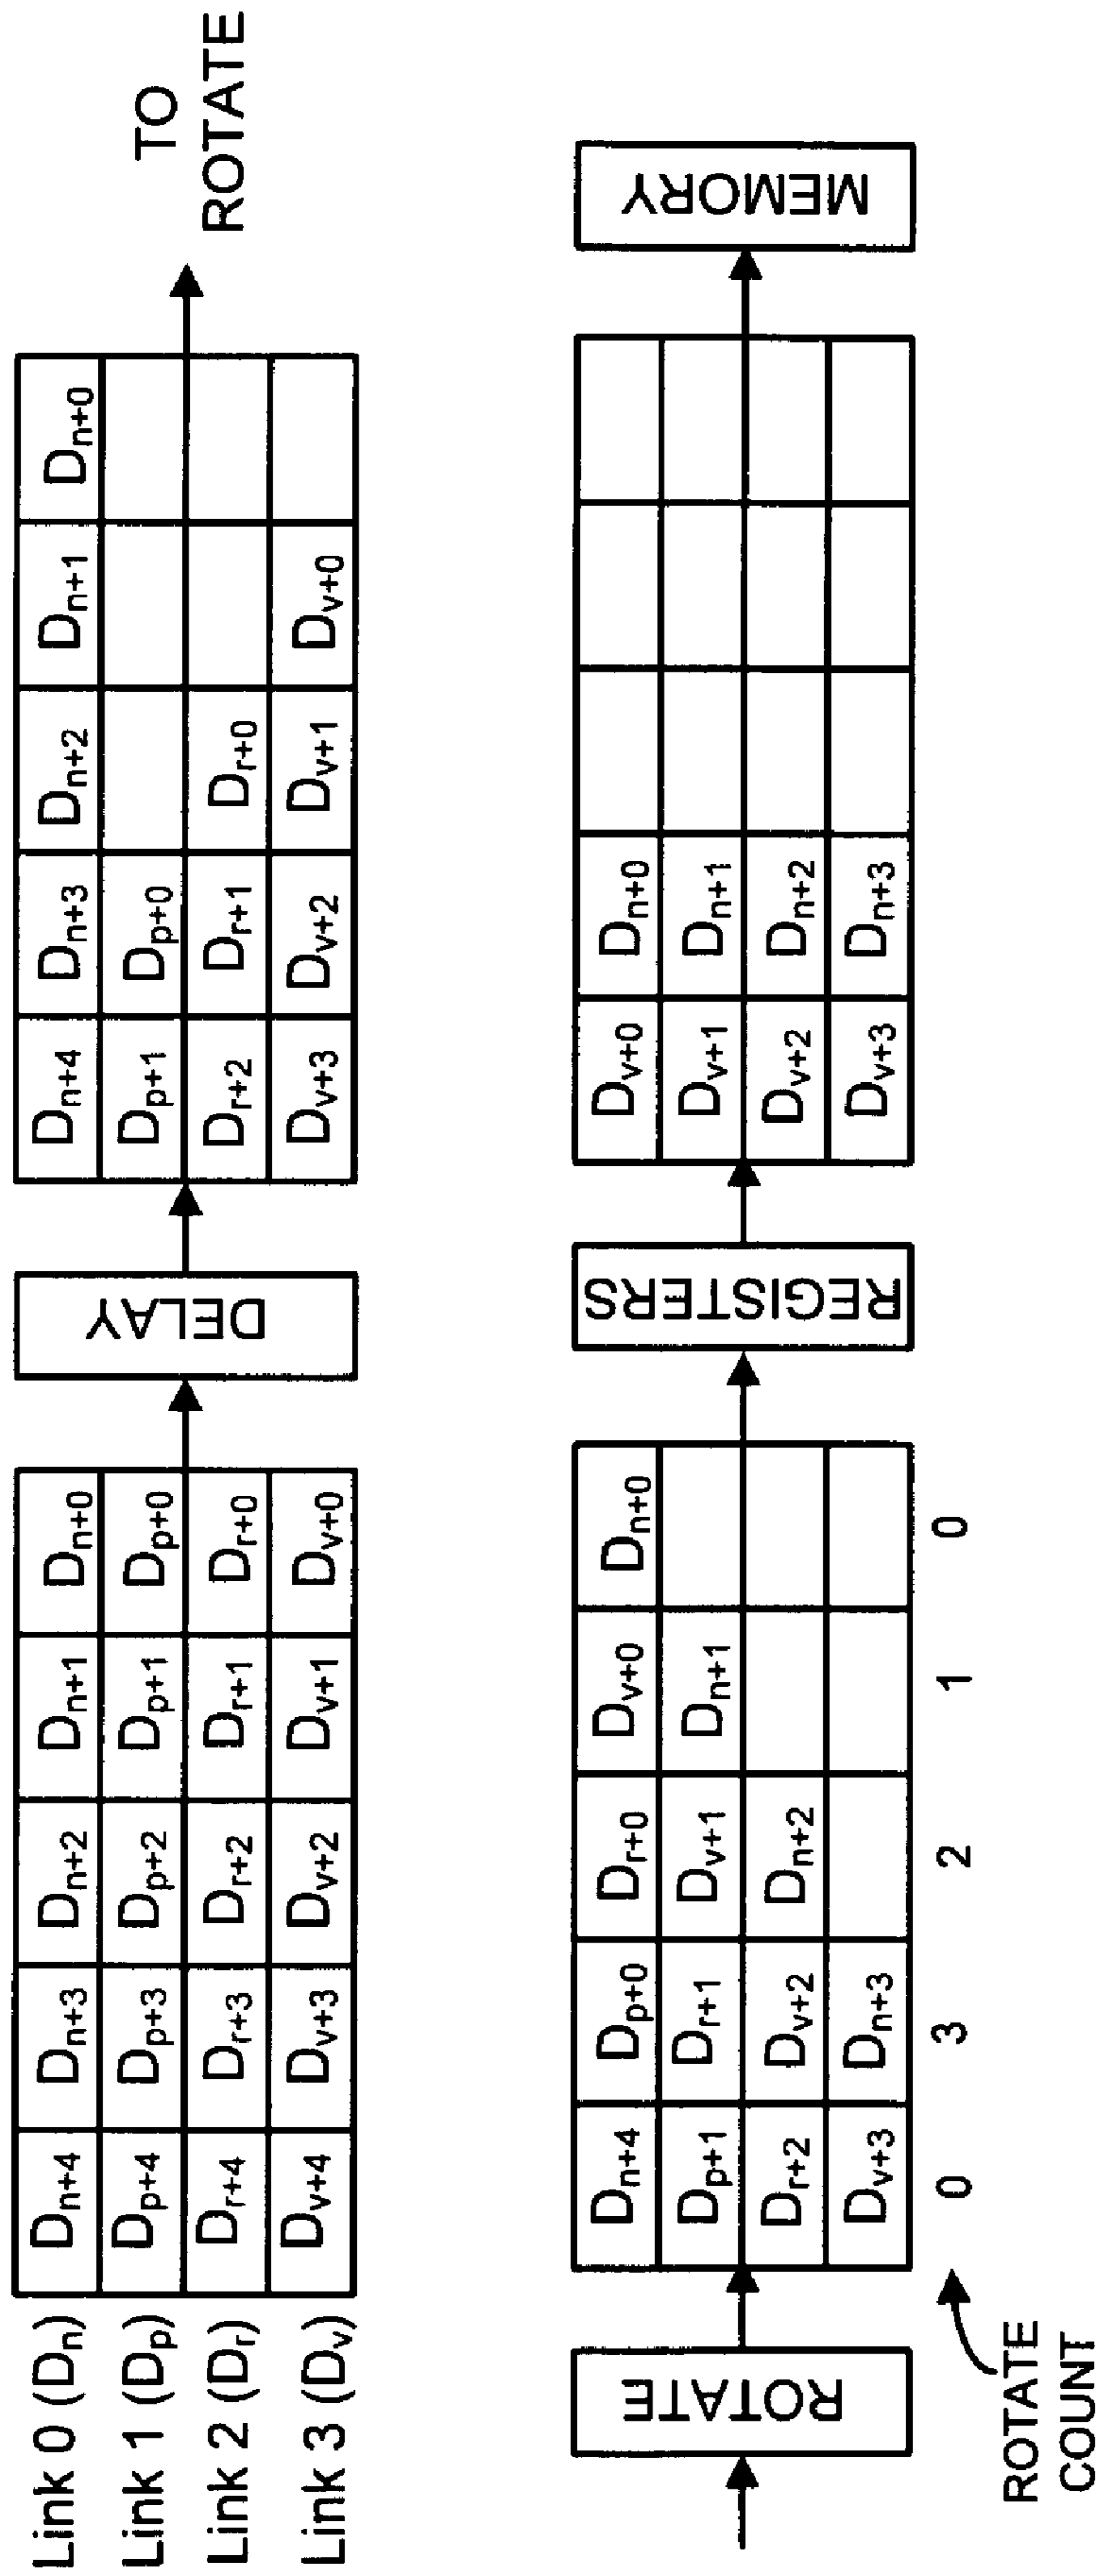 Link 0 (Dn) Dn+4 Dn+3 Dn+2 Dn+1 Dn+0
Link 1 (Dp) Dp+4 Dp+3 Dp+2 Dp+1 Dp+0
Link 2 (Dr) Dr+4 Dr+3 Dr+2 Dr+1 Dr+0
Link 3 (Dv) Dv+4 Dv+3 Dv+2 Dv+1 Dv+0
DELAY
Dn+4 Dn+3 Dn+2 Dn+1 Dn+0
Dp+1 Dp+0
Dr+2 Dr+1 Dr+0
Dv+3 Dv+2 Dv+1 Dv+0
TO
ROTATE
ROTATE
Dn+4 Dp+0 Dr+0 Dv+0 Dn+0
Dp+1 Dr+1 Dv+1 Dn+1
Dr+2 Dv+2 Dn+2
Dv+3 Dn+3
0 3 2 1 0
ROTATE
COUNT
REGISTERS
Dv+0 Dn+0
Dv+1 Dn+1
Dv+2 Dn+2
Dv+3 Dn+3
MEMORY